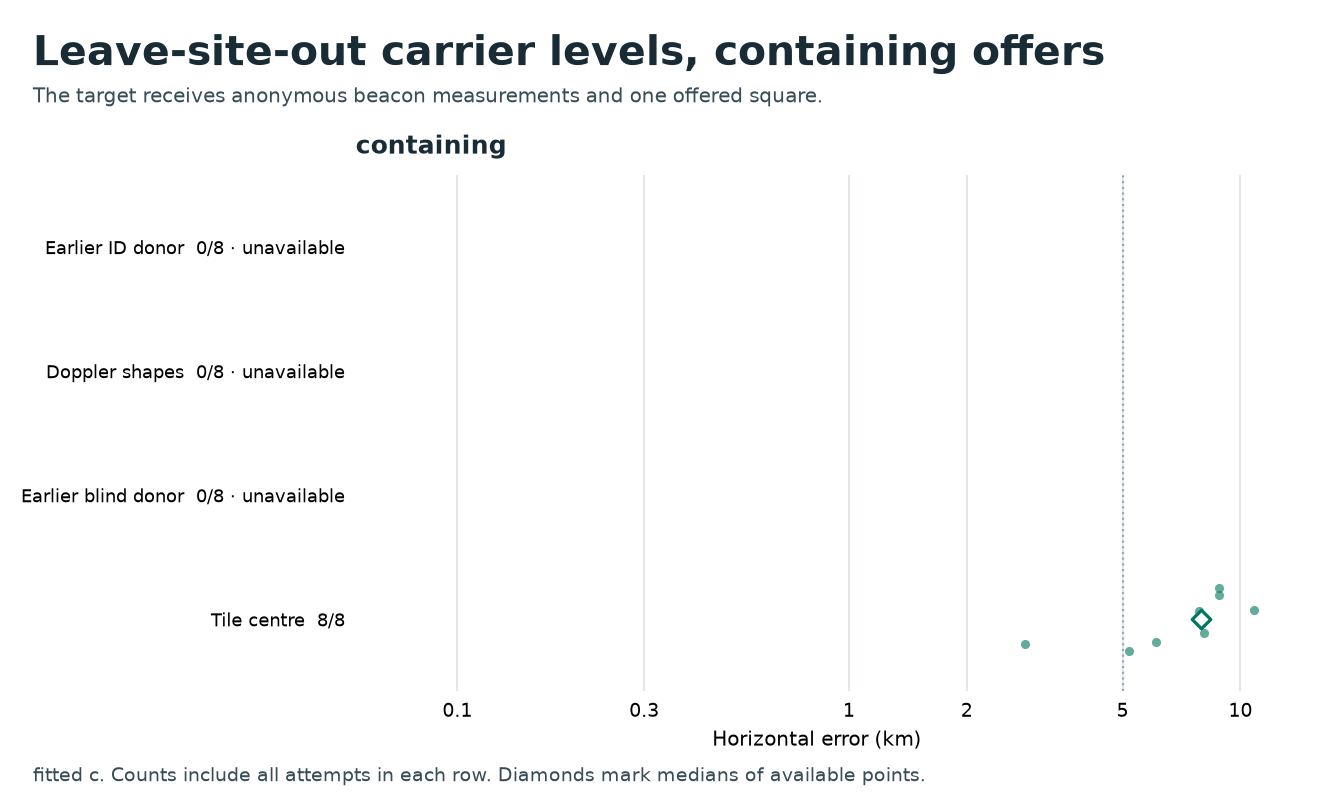 Leave-site-out carrier levels, containing offers
The target receives anonymous beacon measurements and one offered square.
containing
Earlier ID donor  0/8 · unavailable
Doppler shapes  0/8 · unavailable
Earlier blind donor  0/8 · unavailable
Tile centre  8/8
0.1 0.3 1 2 5 10
Horizontal error (km)
fitted c. Counts include all attempts in each row. Diamonds mark medians of available points.